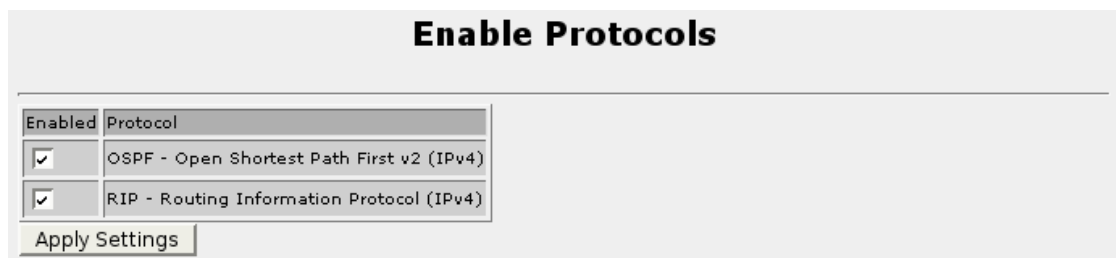 Enable Protocols
Enabled Protocol
OSPF - Open Shortest Path First v2 (IPv4)
RIP - Routing Information Protocol (IPv4)
Apply Settings